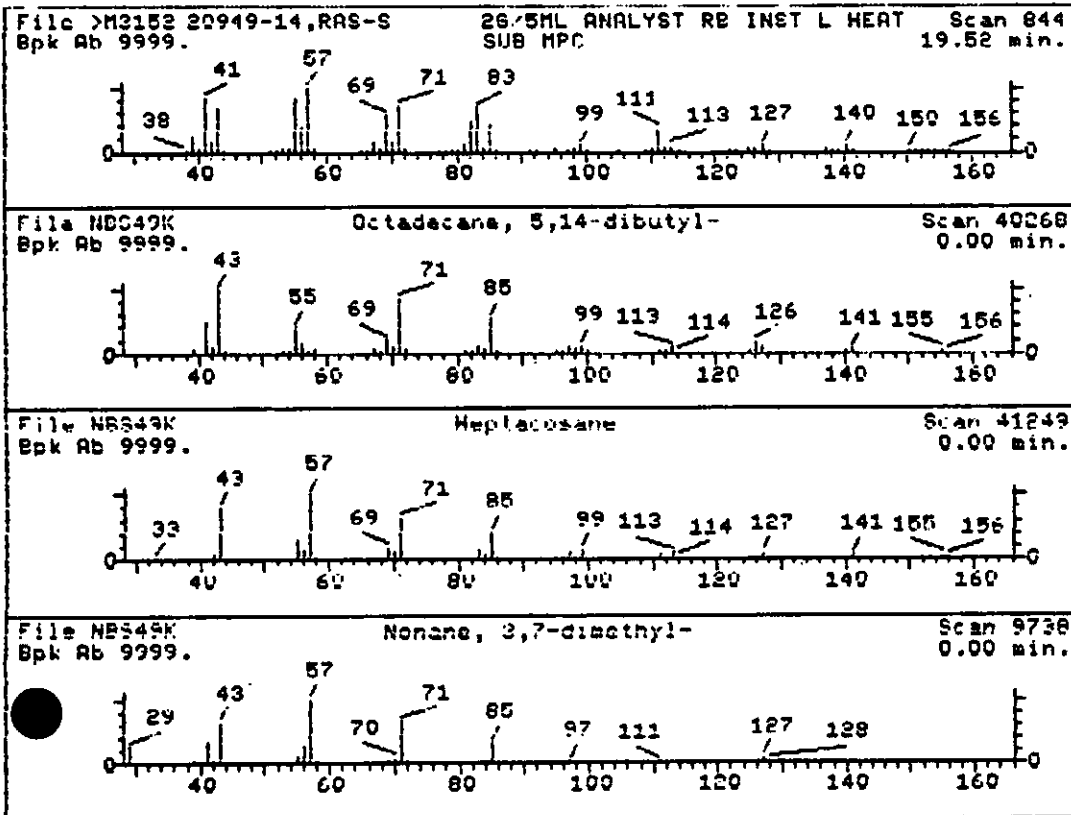 File >M3152 20949-14,RAS-S 2G/5ML ANALYST RB INST L HEAT Scan 844
Bpk Ab 9999. SUB MPC 19.52 min.
38 41 57 69 71 83 99 111 113 127 140 150 156
0 0
40 60 80 100 120 140 160
File NBS49K Octadecane, 5,14-dibutyl- Scan 40268
Bpk Ab 9999. 0.00 min.
43 55 69 71 85 99 113 114 126 141 155 156
0 0
40 60 80 100 120 140 160
File NBS49K Heptacosane Scan 41249
Bpk Ab 9999. 0.00 min.
33 43 57 69 71 85 99 113 114 127 141 155 156
0 0
40 60 80 100 120 140 160
File NBS49K Nonane, 3,7-dimethyl- Scan 9738
Bpk Ab 9999. 0.00 min.
29 43 57 70 71 85 97 111 127 128
0 0
40 60 80 100 120 140 160